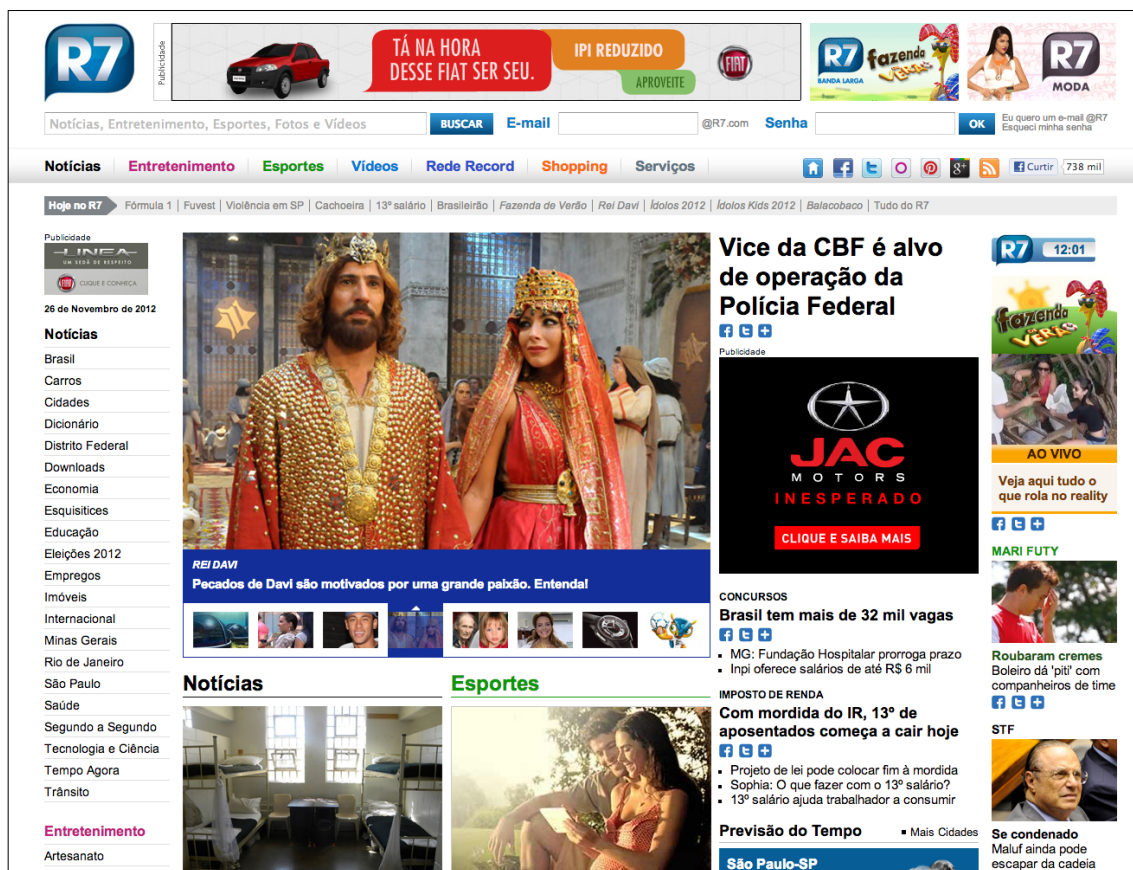 R7
Publicidade
TÁ NA HORA
DESSE FIAT SER SEU.
IPI REDUZIDO
APROVEITE
FIAT
R7
BANDA LARGA
fazenda
de
VERÃO
R7
MODA
Notícias, Entretenimento, Esportes, Fotos e Vídeos
BUSCAR
E-mail
@R7.com
Senha
OK
Eu quero um e-mail @R7
Esqueci minha senha
Notícias
Entretenimento
Esportes
Vídeos
Rede Record
Shopping
Serviços
Curtir
738 mil
Hoje no R7
Fórmula 1 | Fuvest | Violência em SP | Cachoeira | 13º salário | Brasileirão | Fazenda de Verão | Rei Davi | Ídolos 2012 | Ídolos Kids 2012 | Balacobaco | Tudo do R7
Publicidade
LINEA
UM SEDÃ DE RESPEITO
FIAT
CLIQUE E CONHEÇA
26 de Novembro de 2012
Notícias
Brasil
Carros
Cidades
Dicionário
Distrito Federal
Downloads
Economia
Esquisitices
Educação
Eleições 2012
Empregos
Imóveis
Internacional
Minas Gerais
Rio de Janeiro
São Paulo
Saúde
Segundo a Segundo
Tecnologia e Ciência
Tempo Agora
Trânsito
Entretenimento
Artesanato
REI DAVI
Pecados de Davi são motivados por uma grande paixão. Entenda!
Notícias
Esportes
Vice da CBF é alvo
de operação da
Polícia Federal
Publicidade
JAC
MOTORS
INESPERADO
CLIQUE E SAIBA MAIS
CONCURSOS
Brasil tem mais de 32 mil vagas
MG: Fundação Hospitalar prorroga prazo
Inpi oferece salários de até R$ 6 mil
IMPOSTO DE RENDA
Com mordida do IR, 13º de
aposentados começa a cair hoje
Projeto de lei pode colocar fim à mordida
Sophia: O que fazer com o 13º salário?
13º salário ajuda trabalhador a consumir
Previsão do Tempo
Mais Cidades
São Paulo-SP
R7
12:01
fazenda
de
VERÃO
AO VIVO
Veja aqui tudo o
que rola no reality
MARI FUTY
Roubaram cremes
Boleiro dá 'piti' com
companheiros de time
STF
Se condenado
Maluf ainda pode
escapar da cadeia